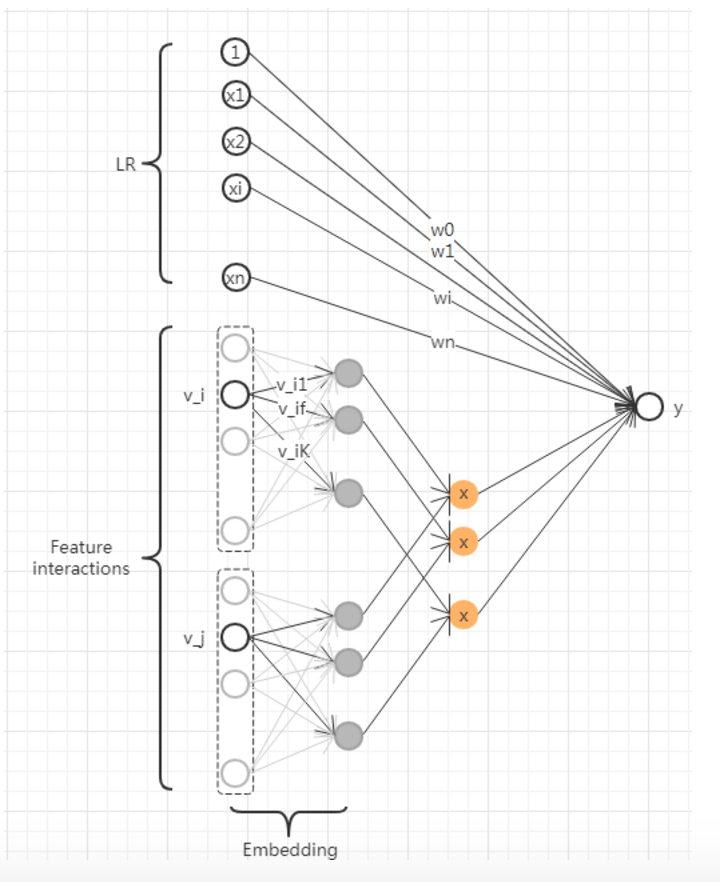 1
x1
x2
xi
xn
LR
w0
w1
wi
wn
y
v_i
v_i1
v_if
v_iK
x
x
x
Feature
interactions
v_j
Embedding